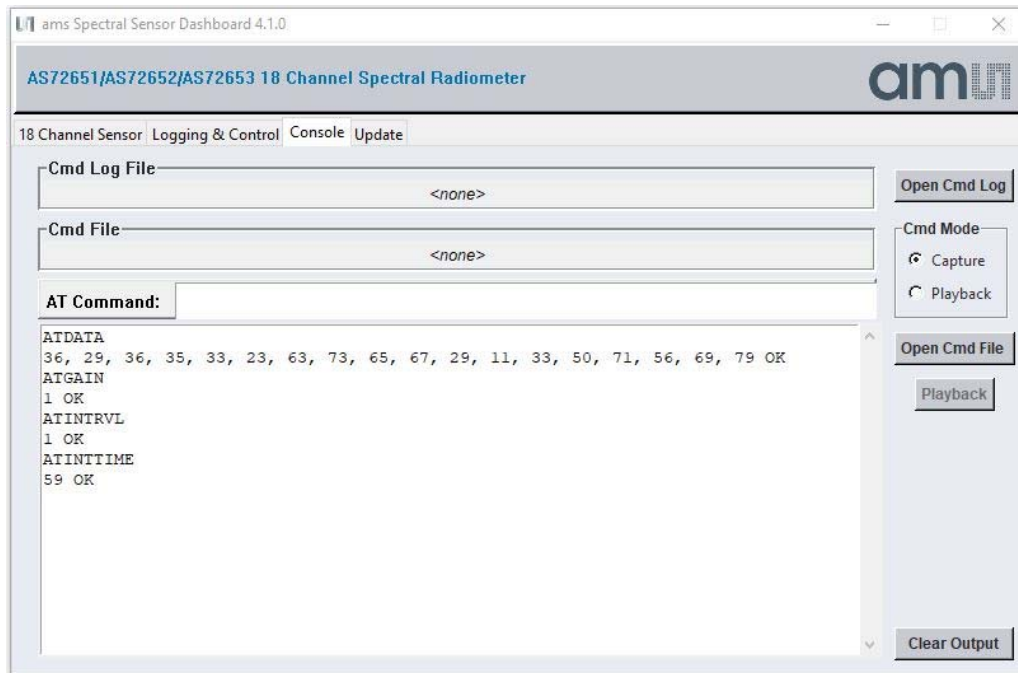 ams Spectral Sensor Dashboard 4.1.0
AS72651/AS72652/AS72653 18 Channel Spectral Radiometer
am
18 Channel Sensor Logging & Control Console Update
Cmd Log File
<none>
Open Cmd Log
Cmd File
<none>
Cmd Mode
Capture
Playback
AT Command:
ATDATA
36, 29, 36, 35, 33, 23, 63, 73, 65, 67, 29, 11, 33, 50, 71, 56, 69, 79 OK
ATGAIN
1 OK
ATINTRVL
1 OK
ATINTTIME
59 OK
Open Cmd File
Playback
Clear Output